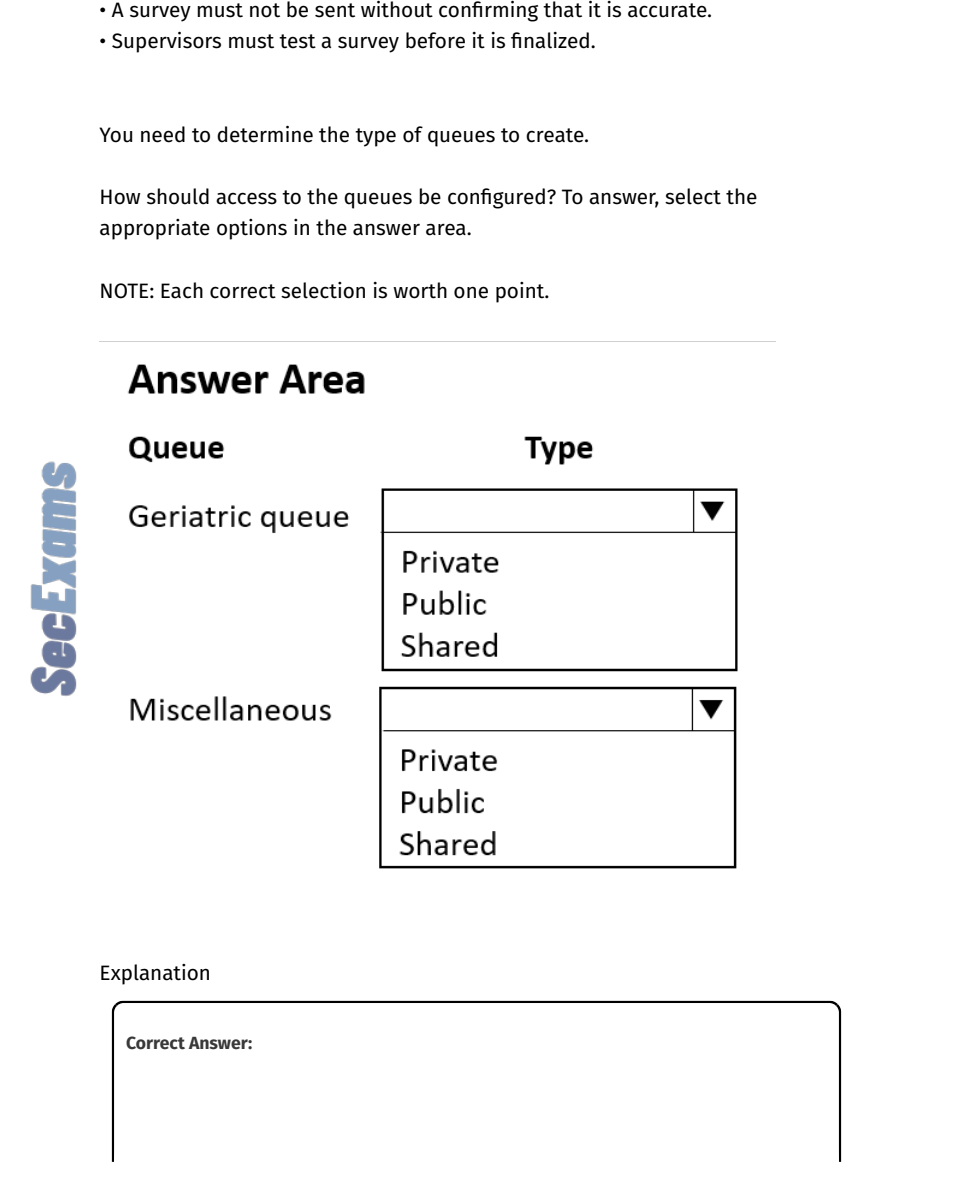 • A survey must not be sent without confirming that it is accurate.
• Supervisors must test a survey before it is finalized.
You need to determine the type of queues to create.
How should access to the queues be configured? To answer, select the
appropriate options in the answer area.
NOTE: Each correct selection is worth one point.
Answer Area
Queue Type
Geriatric queue
Private
Public
Shared
Miscellaneous
Private
Public
Shared
SecExams
Explanation
Correct Answer: